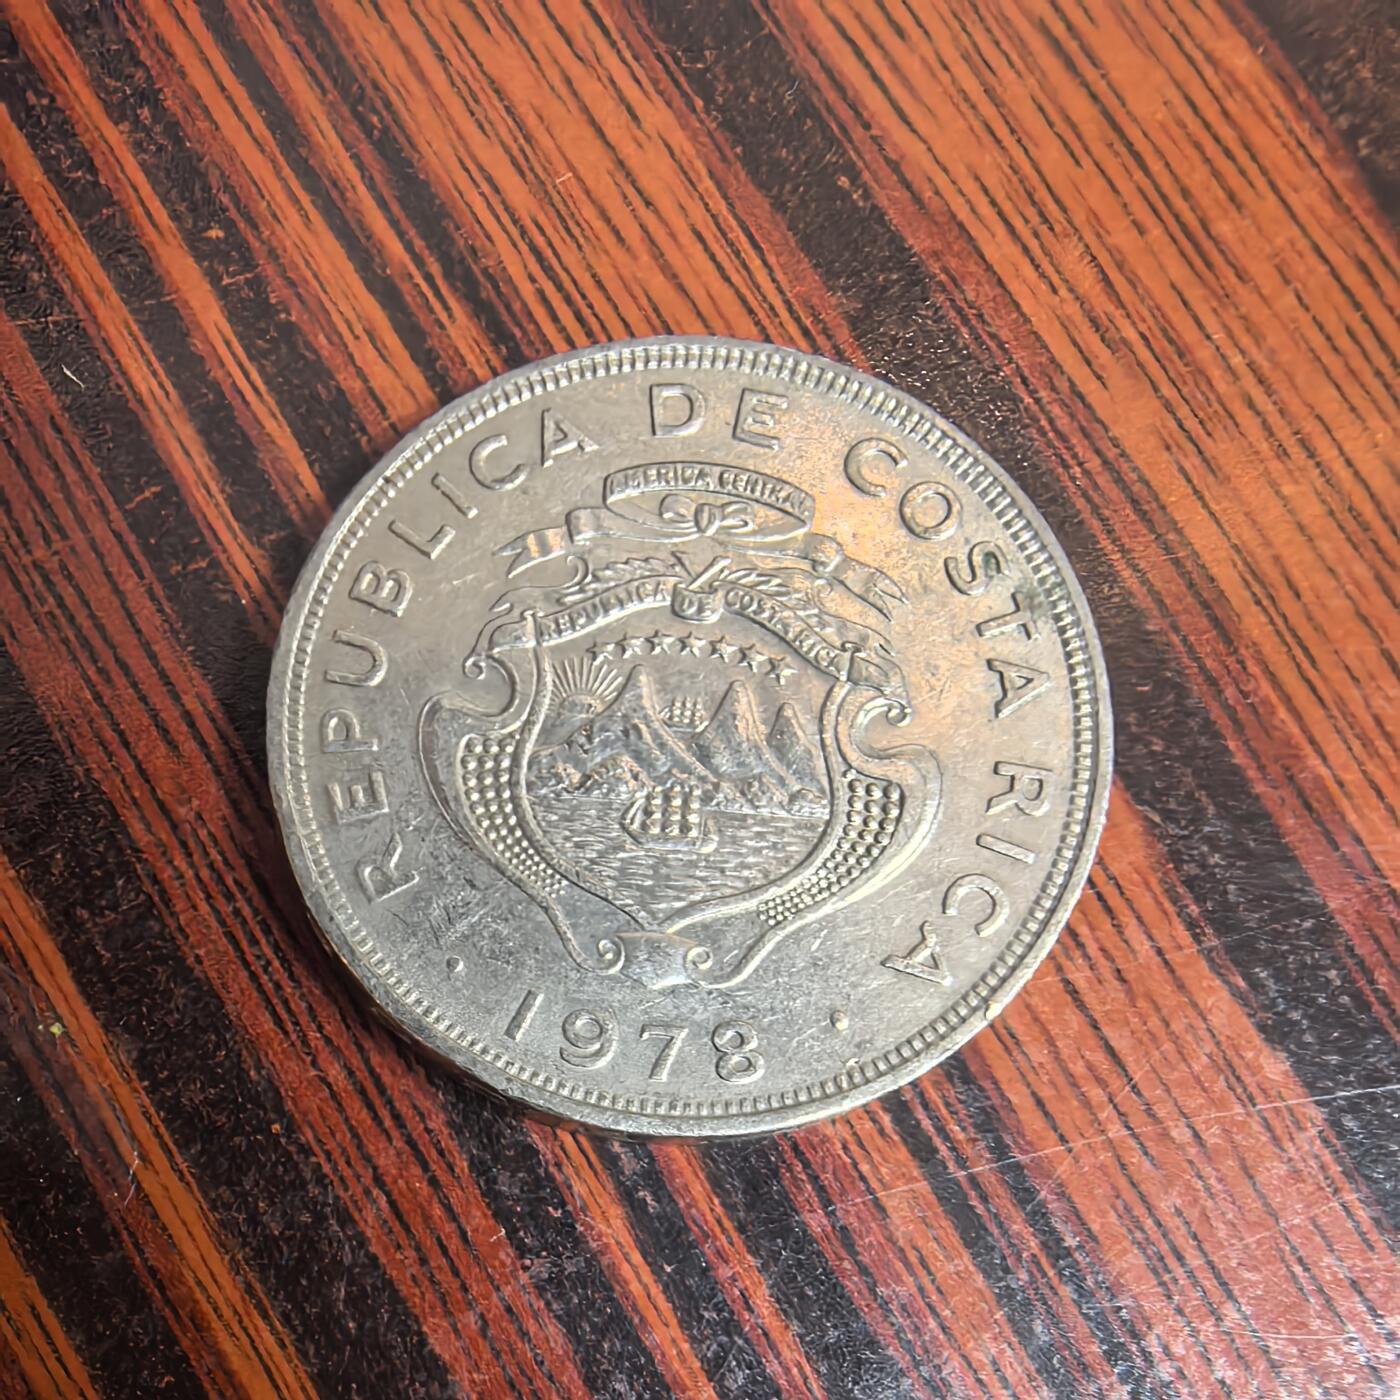 REPUBLICA DE COSTA RICA
AMERICA CENTRAL
REPUBLICA DE COSTA RICA
· 1978 ·